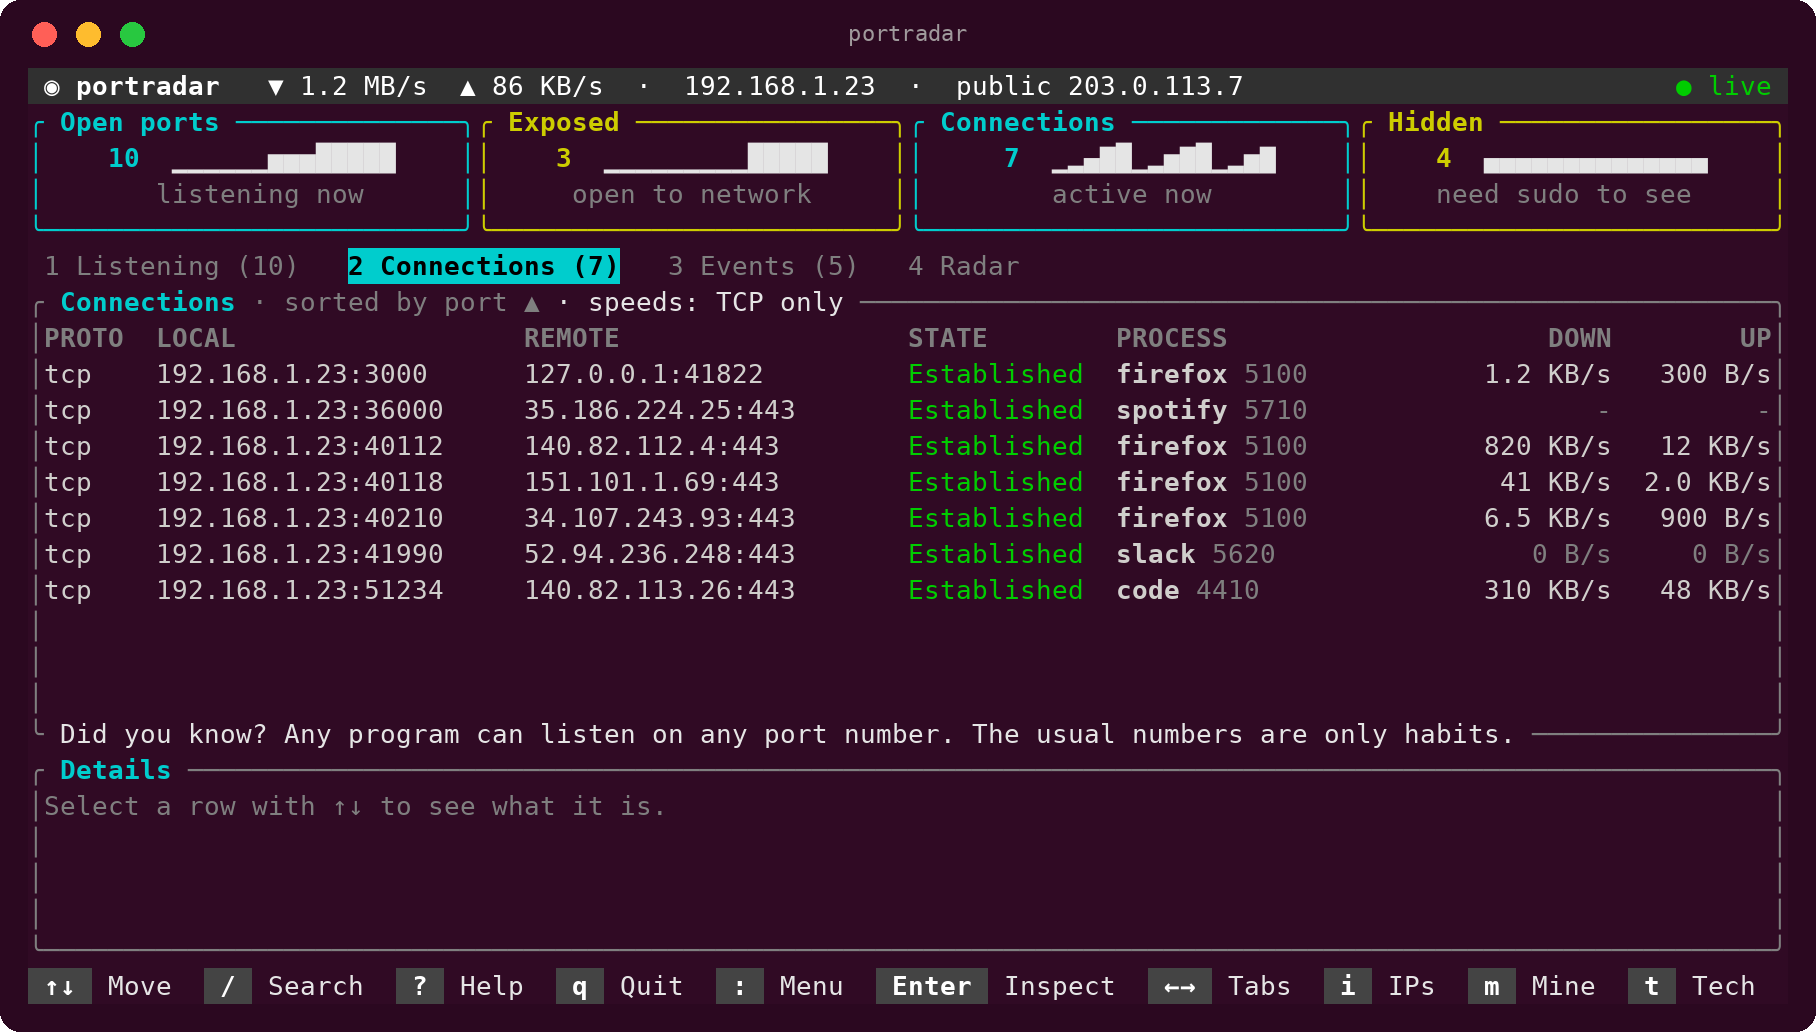 portradar
◉ portradar ▼ 1.2 MB/s ▲ 86 KB/s · 192.168.1.23 · public 203.0.113.7 ● live
Open ports Exposed Connections Hidden
10 3 7 4
listening now open to network active now need sudo to see
1 Listening (10) 2 Connections (7) 3 Events (5) 4 Radar
Connections · sorted by port ▲ · speeds: TCP only
PROTO LOCAL REMOTE STATE PROCESS DOWN UP
tcp 192.168.1.23:3000 127.0.0.1:41822 Established firefox 5100 1.2 KB/s 300 B/s
tcp 192.168.1.23:36000 35.186.224.25:443 Established spotify 5710 - -
tcp 192.168.1.23:40112 140.82.112.4:443 Established firefox 5100 820 KB/s 12 KB/s
tcp 192.168.1.23:40118 151.101.1.69:443 Established firefox 5100 41 KB/s 2.0 KB/s
tcp 192.168.1.23:40210 34.107.243.93:443 Established firefox 5100 6.5 KB/s 900 B/s
tcp 192.168.1.23:41990 52.94.236.248:443 Established slack 5620 0 B/s 0 B/s
tcp 192.168.1.23:51234 140.82.113.26:443 Established code 4410 310 KB/s 48 KB/s
Did you know? Any program can listen on any port number. The usual numbers are only habits.
Details
Select a row with ↑↓ to see what it is.
↑↓ Move / Search ? Help q Quit : Menu Enter Inspect ←→ Tabs i IPs m Mine t Tech